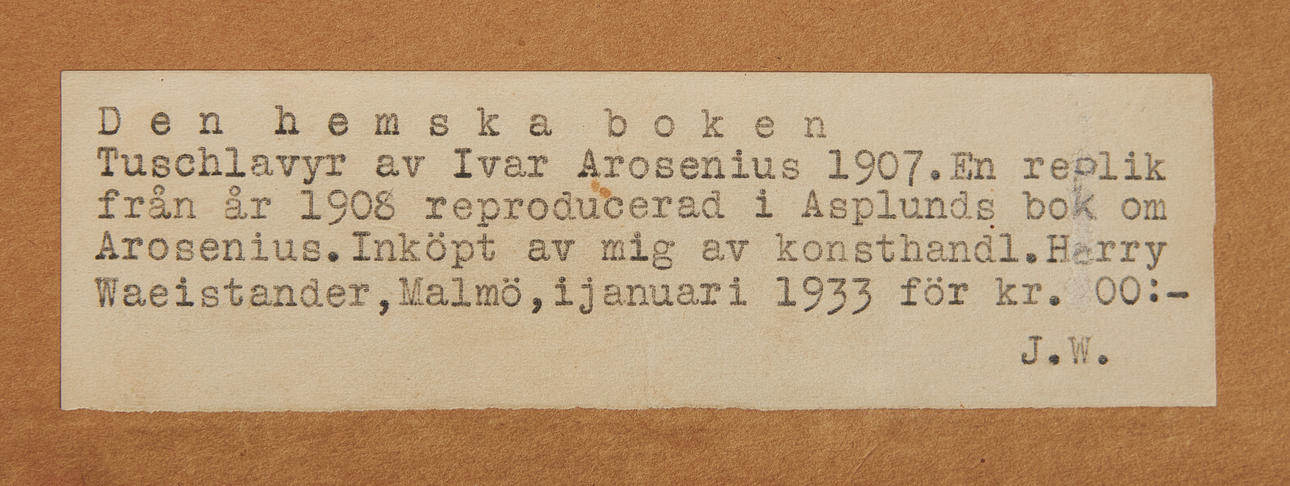 D e n  h e m s k a  b o k e n
Tuschlavyr av Ivar Arosenius 1907.En replik
från år 1908 reproducerad i Asplunds bok om
Arosenius.Inköpt av mig av konsthandl.Harry
Waeistander,Malmö,ijanuari 1933 för kr. 00:-
J.W.